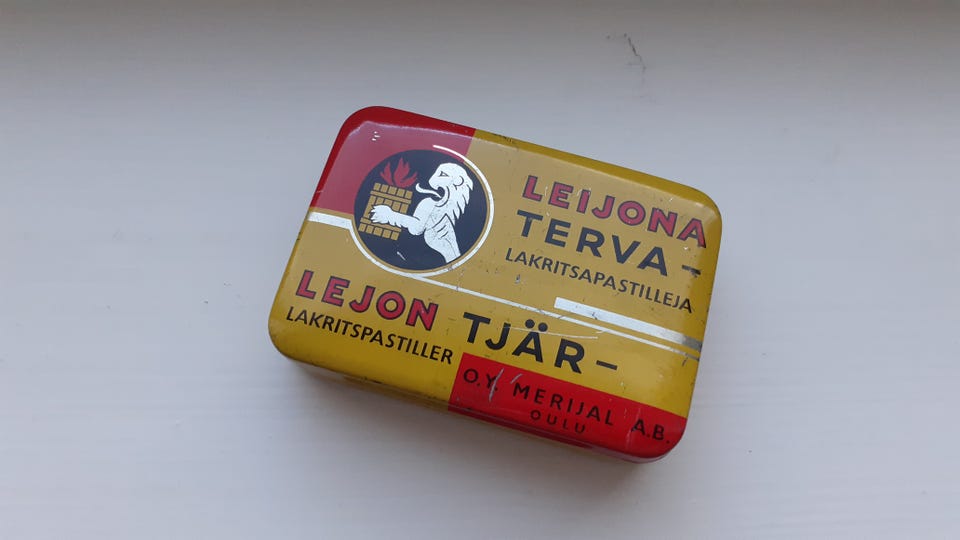 LEIJONA
TERVA-
LAKRITSAPASTILLEJA
LEJON TJÄR-
LAKRITSPASTILLER
O.Y. MERIJAL A.B.
OULU